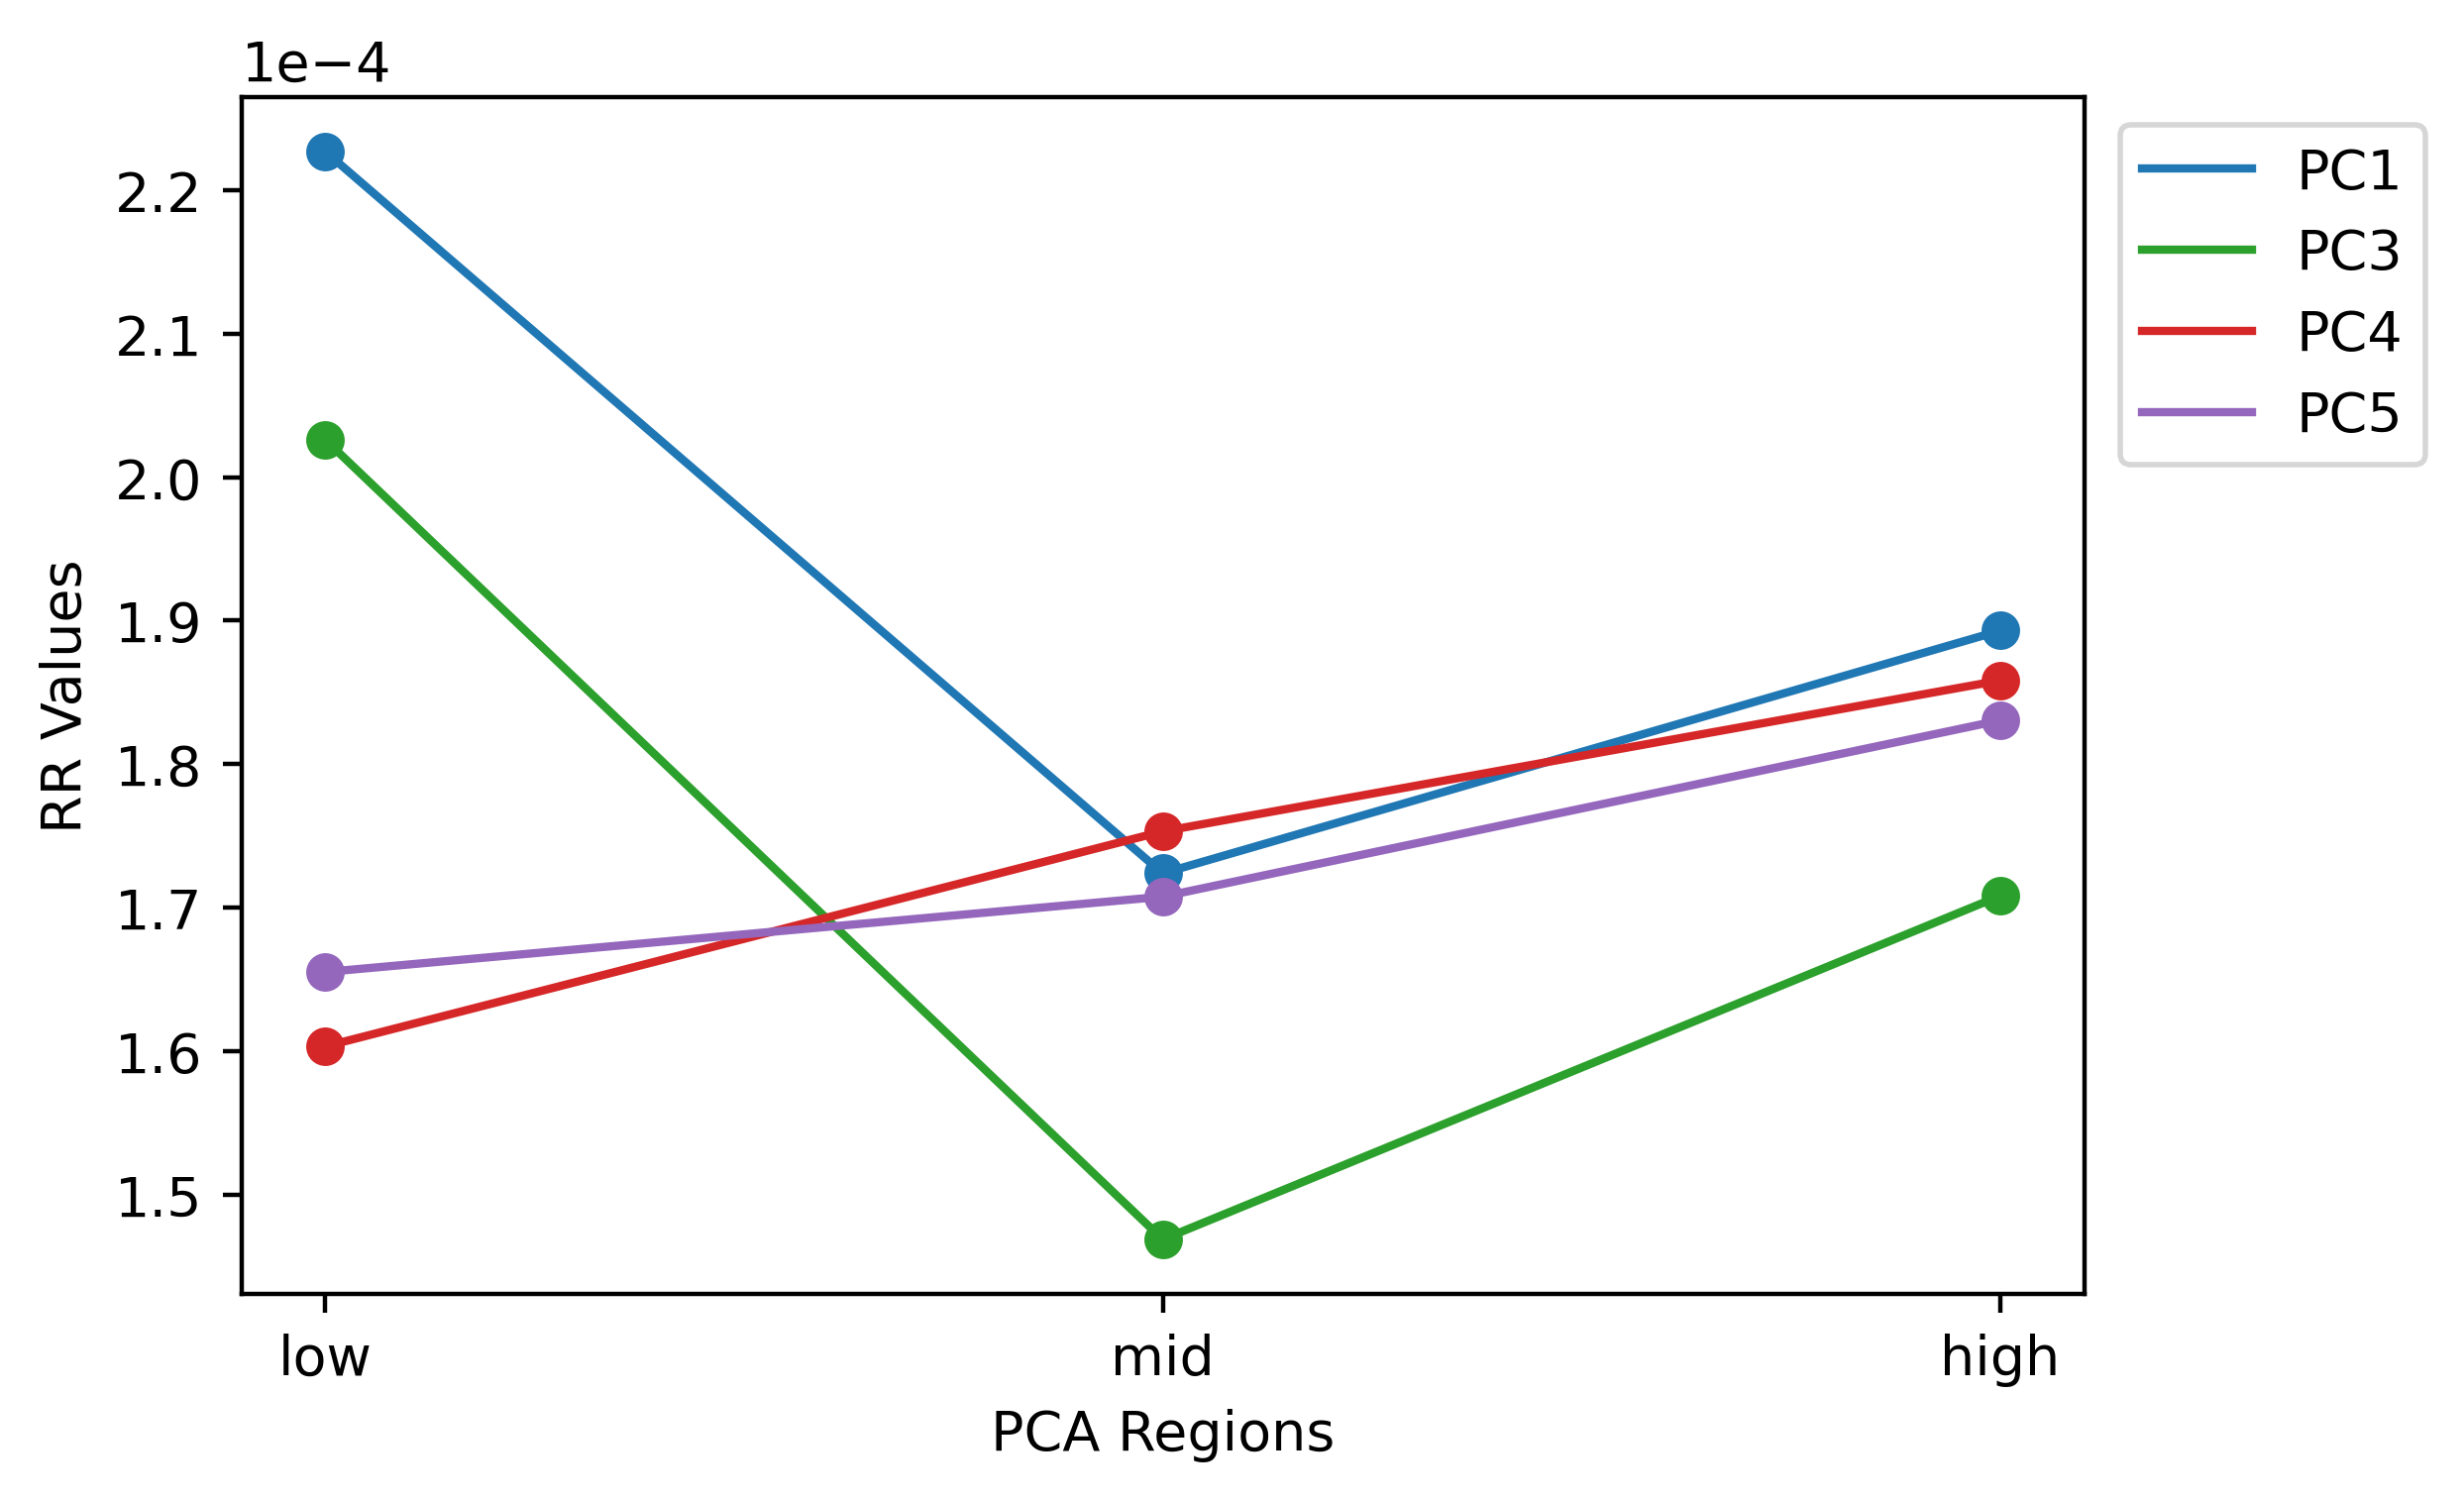 1e−4
2.2
2.1
2.0
1.9
1.8
1.7
1.6
1.5
RR Values
low mid high
PCA Regions
PC1
PC3
PC4
PC5